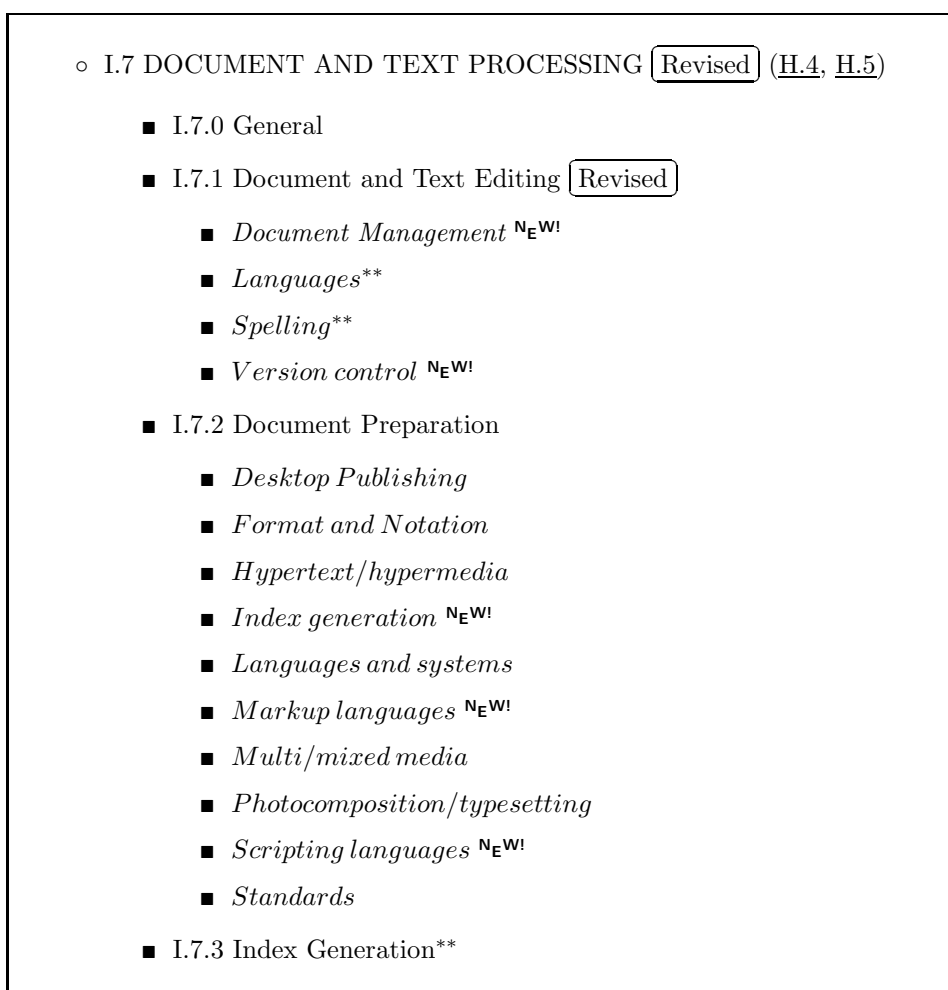 ○ I.7 DOCUMENT AND TEXT PROCESSING Revised (H.4, H.5)
■ I.7.0 General
■ I.7.1 Document and Text Editing Revised
■ Document Management NEW!
■ Languages**
■ Spelling**
■ Version control NEW!
■ I.7.2 Document Preparation
■ Desktop Publishing
■ Format and Notation
■ Hypertext/hypermedia
■ Index generation NEW!
■ Languages and systems
■ Markup languages NEW!
■ Multi/mixed media
■ Photocomposition/typesetting
■ Scripting languages NEW!
■ Standards
■ I.7.3 Index Generation**